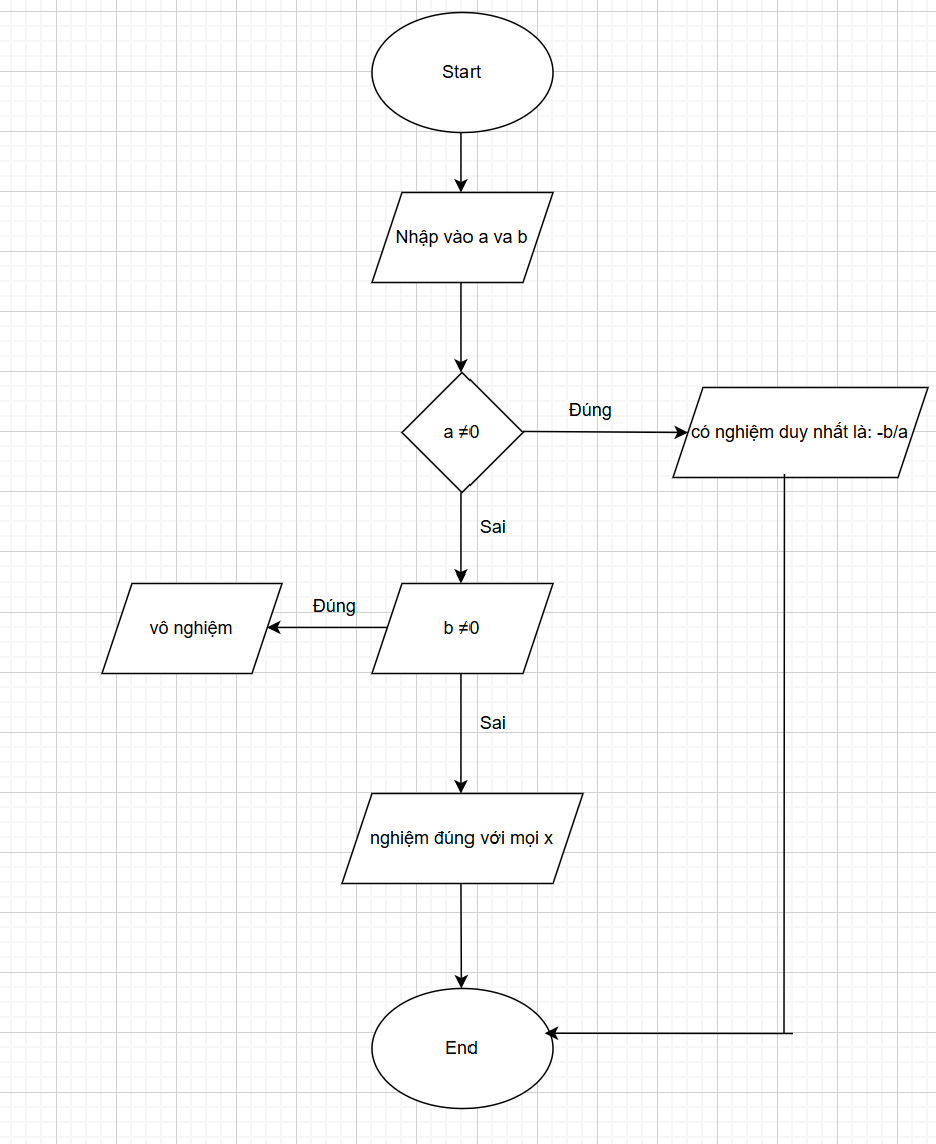 Start
Nhập vào a va b
a ≠0
Đúng
có nghiệm duy nhất là: -b/a
Sai
vô nghiệm
Đúng
b ≠0
Sai
nghiệm đúng với mọi x
End